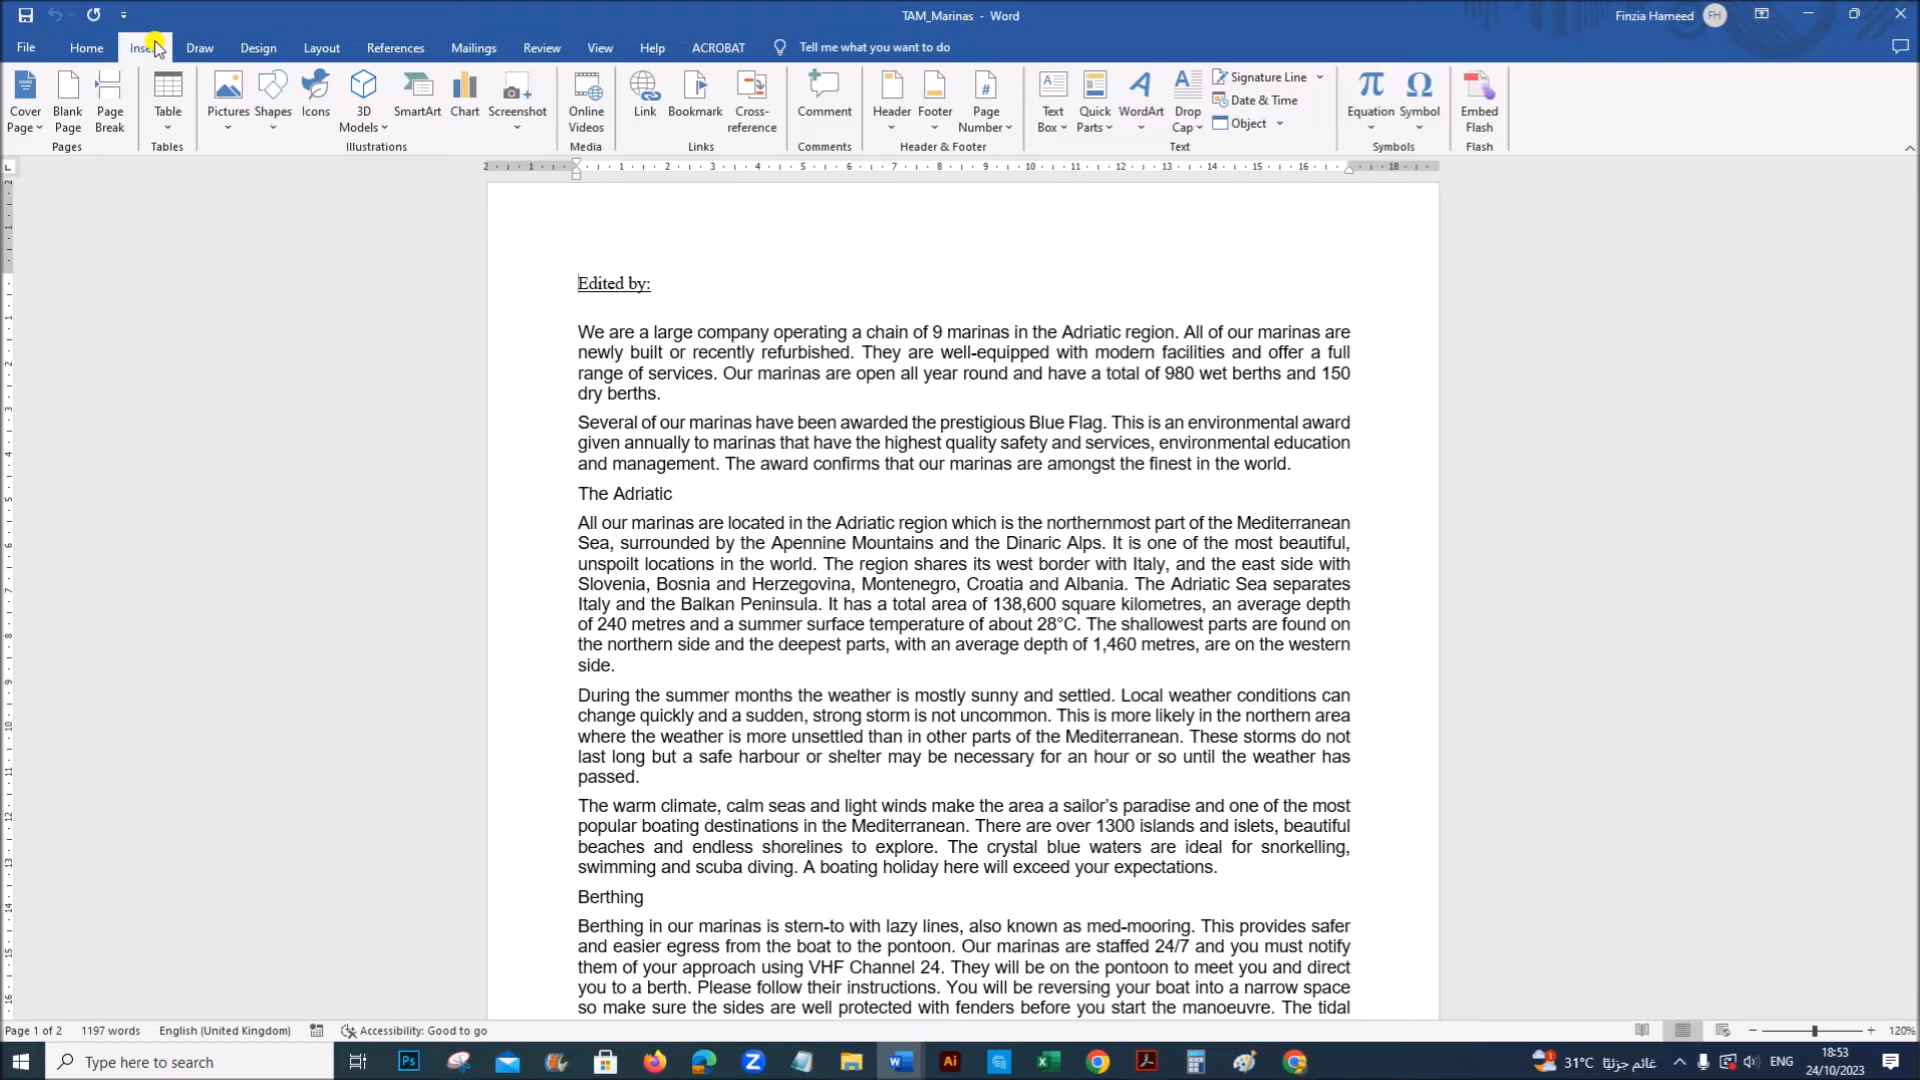 TAM_Marinas - Word
Finzia Hameed FH
File Home Draw Design Layout References Mailings Review View Help ACROBAT Tell me what you want to do
Cover Page
Blank Page
Page Break
Pages
Table
Tables
Pictures
Shapes
Icons
3D Models
SmartArt
Chart
Screenshot
Illustrations
Online Videos
Media
Link
Bookmark
Cross-reference
Links
Comment
Comments
Header
Footer
Page Number
Header & Footer
Text Box
Quick Parts
WordArt
Drop Cap
Signature Line
Date & Time
Object
Text
Equation
Symbol
Symbols
Embed Flash
Flash
2 1 1 2 3 4 5 6 7 8 9 10 11 12 13 14 15 16 18
Edited by:
We are a large company operating a chain of 9 marinas in the Adriatic region. All of our marinas are
newly built or recently refurbished. They are well-equipped with modern facilities and offer a full
range of services. Our marinas are open all year round and have a total of 980 wet berths and 150
dry berths.
Several of our marinas have been awarded the prestigious Blue Flag. This is an environmental award
given annually to marinas that have the highest quality safety and services, environmental education
and management. The award confirms that our marinas are amongst the finest in the world.
The Adriatic
All our marinas are located in the Adriatic region which is the northernmost part of the Mediterranean
Sea, surrounded by the Apennine Mountains and the Dinaric Alps. It is one of the most beautiful,
unspoilt locations in the world. The region shares its west border with Italy, and the east side with
Slovenia, Bosnia and Herzegovina, Montenegro, Croatia and Albania. The Adriatic Sea separates
Italy and the Balkan Peninsula. It has a total area of 138,600 square kilometres, an average depth
of 240 metres and a summer surface temperature of about 28°C. The shallowest parts are found on
the northern side and the deepest parts, with an average depth of 1,460 metres, are on the western
side.
During the summer months the weather is mostly sunny and settled. Local weather conditions can
change quickly and a sudden, strong storm is not uncommon. This is more likely in the northern area
where the weather is more unsettled than in other parts of the Mediterranean. These storms do not
last long but a safe harbour or shelter may be necessary for an hour or so until the weather has
passed.
The warm climate, calm seas and light winds make the area a sailor’s paradise and one of the most
popular boating destinations in the Mediterranean. There are over 1300 islands and islets, beautiful
beaches and endless shorelines to explore. The crystal blue waters are ideal for snorkelling,
swimming and scuba diving. A boating holiday here will exceed your expectations.
Berthing
Berthing in our marinas is stern-to with lazy lines, also known as med-mooring. This provides safer
and easier egress from the boat to the pontoon. Our marinas are staffed 24/7 and you must notify
them of your approach using VHF Channel 24. They will be on the pontoon to meet you and direct
you to a berth. Please follow their instructions. You will be reversing your boat into a narrow space
so make sure the sides are well protected with fenders before you start the manoeuvre. The tidal
Page 1 of 2 1197 words English (United Kingdom) Accessibility: Good to go 120%
Type here to search
31°C غائم جزئيًا ENG
18:53
24/10/2023